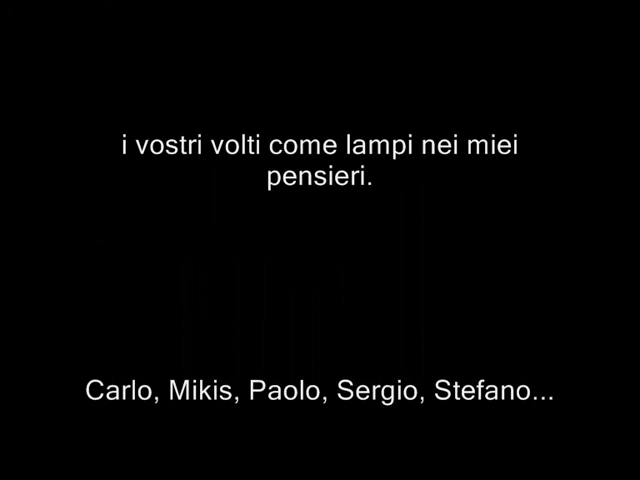 i vostri volti come lampi nei miei
pensieri.
Carlo, Mikis, Paolo, Sergio, Stefano...